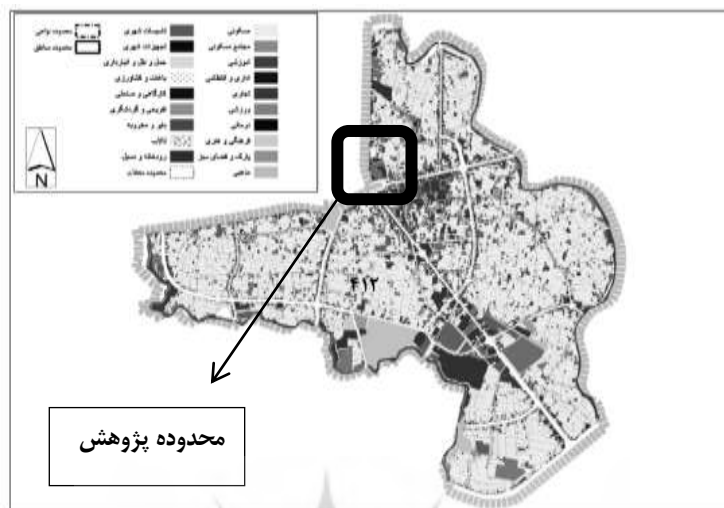 مسکونی
مجتمع مسکونی
آموزشی
اداری و انتظامی
تجاری
ورزشی
درمانی
فرهنگی و هنری
پارک و فضای سبز
مذهبی
تاسیسات شهری
تجهیزات شهری
حمل و نقل و انبارداری
باغات و کشاورزی
کارگاهی و صنعتی
تفریحی و گردشگری
بایر و مخروبه
رودخانه و مسیل
محدوده محلات
محدوده نواحی
محدوده مناطق
N
۴۱۲
محدوده پژوهش